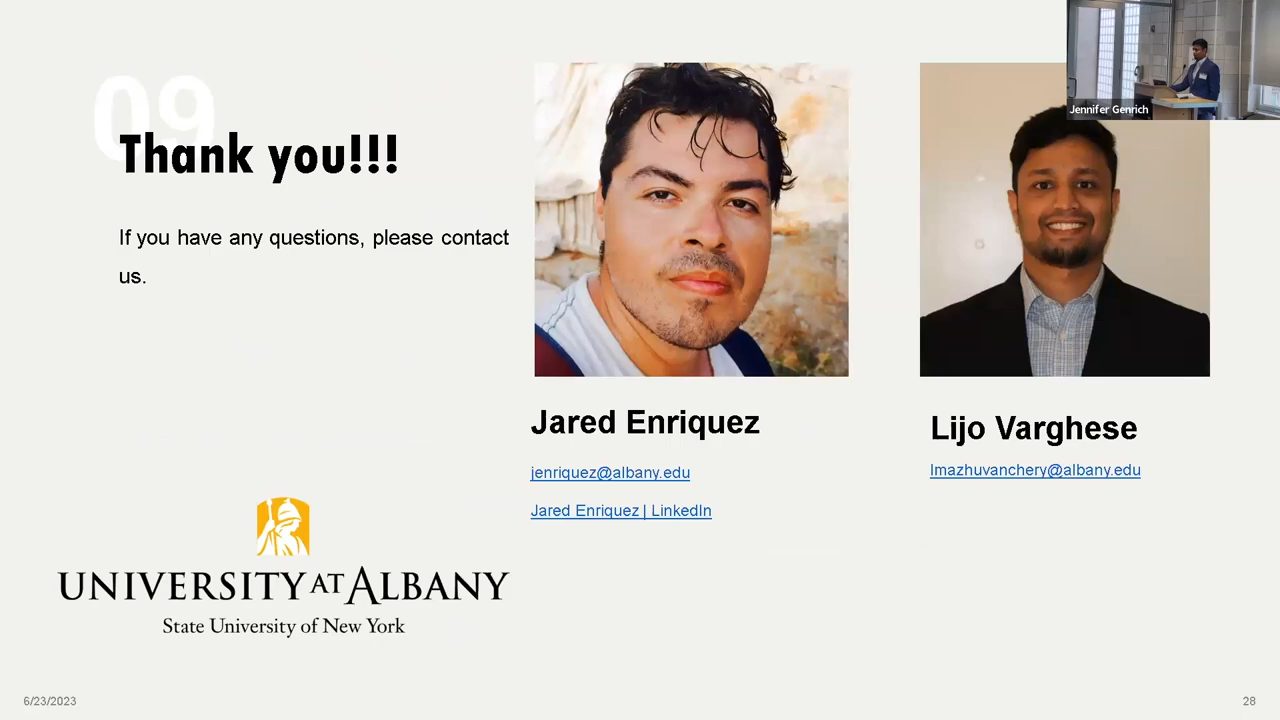 09
Thank you!!!
If you have any questions, please contact
us.
Jennifer Genrich
Jared Enriquez
jenriquez@albany.edu
Jared Enriquez | LinkedIn
Lijo Varghese
lmazhuvanchery@albany.edu
UNIVERSITY AT ALBANY
State University of New York
6/23/2023
28